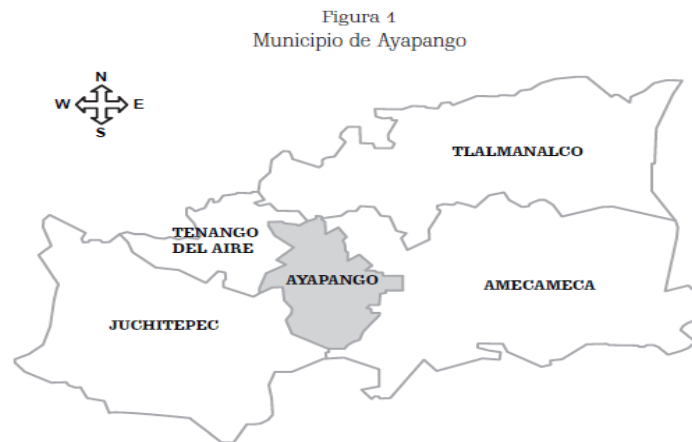 Figura 1
Municipio de Ayapango
N
W E
S
TLALMANALCO
TENANGO
DEL AIRE
AYAPANGO
AMECAMECA
JUCHITEPEC